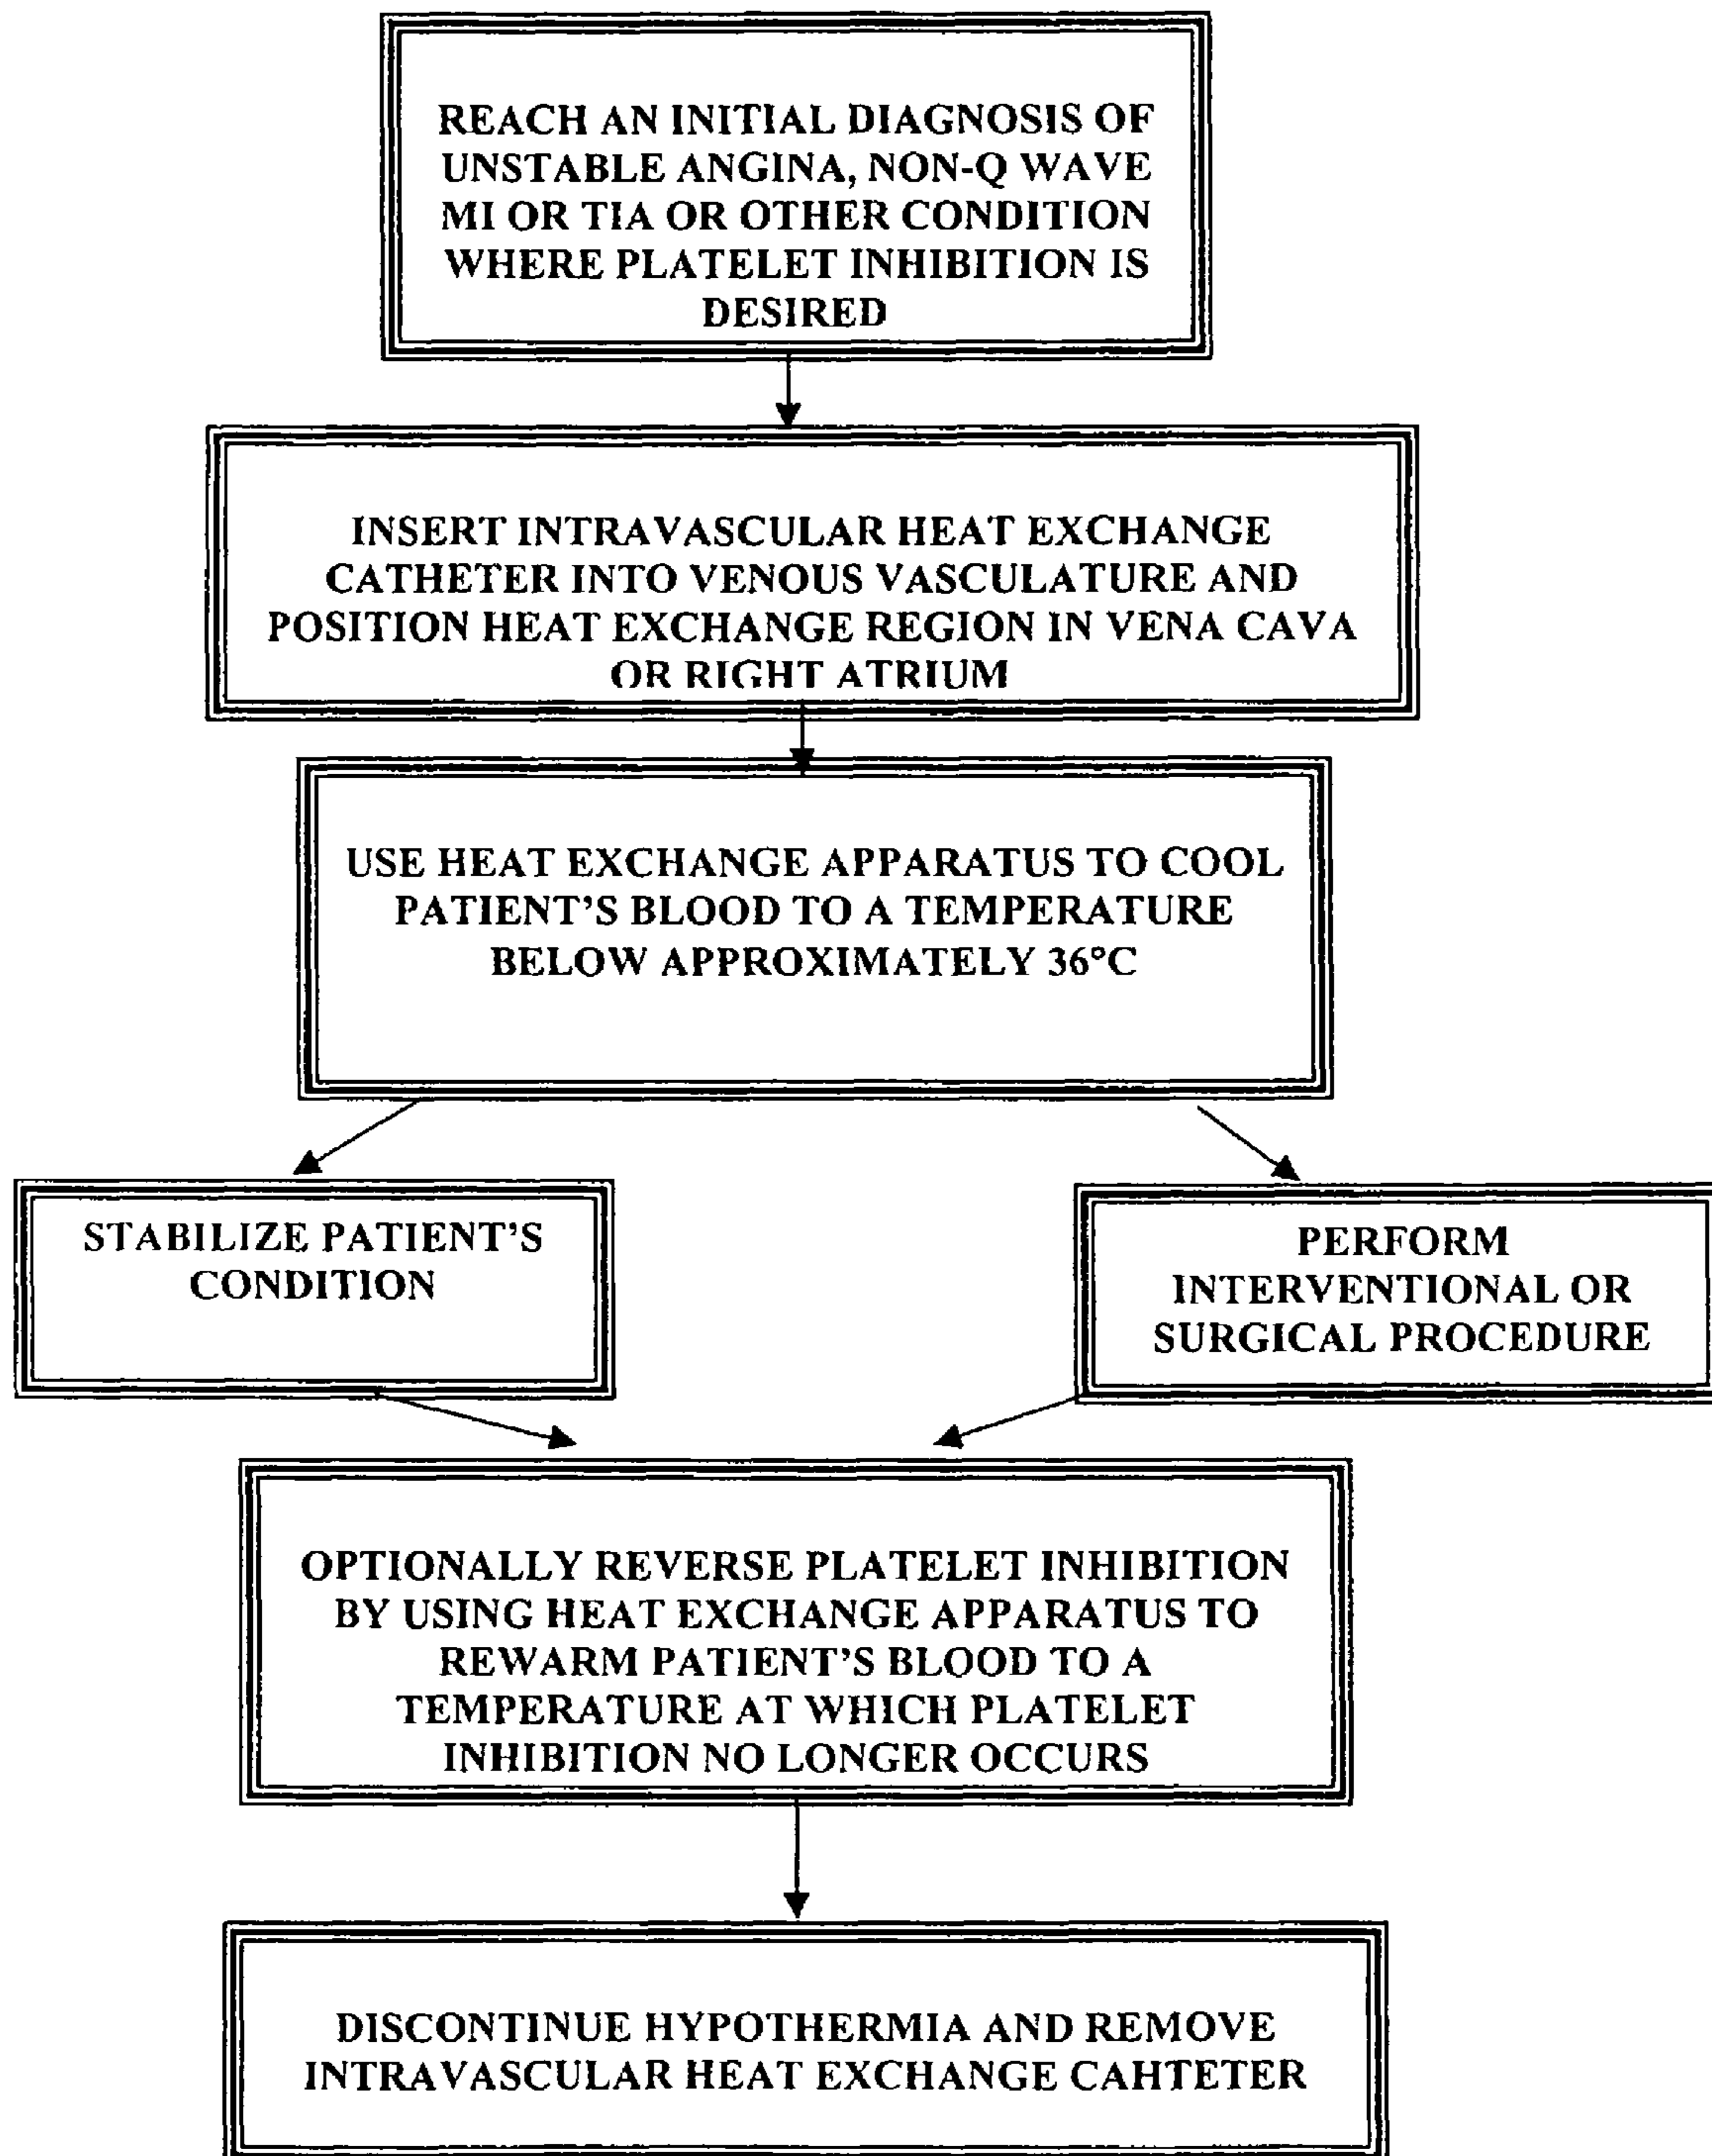 REACH AN INITIAL DIAGNOSIS OF
UNSTABLE ANGINA, NON-Q WAVE
MI OR TIA OR OTHER CONDITION
WHERE PLATELET INHIBITION IS
DESIRED
INSERT INTRAVASCULAR HEAT EXCHANGE
CATHETER INTO VENOUS VASCULATURE AND
POSITION HEAT EXCHANGE REGION IN VENA CAVA
OR RIGHT ATRIUM
USE HEAT EXCHANGE APPARATUS TO COOL
PATIENT'S BLOOD TO A TEMPERATURE
BELOW APPROXIMATELY 36°C
STABILIZE PATIENT'S
CONDITION
PERFORM
INTERVENTIONAL OR
SURGICAL PROCEDURE
OPTIONALLY REVERSE PLATELET INHIBITION
BY USING HEAT EXCHANGE APPARATUS TO
REWARM PATIENT'S BLOOD TO A
TEMPERATURE AT WHICH PLATELET
INHIBITION NO LONGER OCCURS
DISCONTINUE HYPOTHERMIA AND REMOVE
INTRAVASCULAR HEAT EXCHANGE CAHTETER